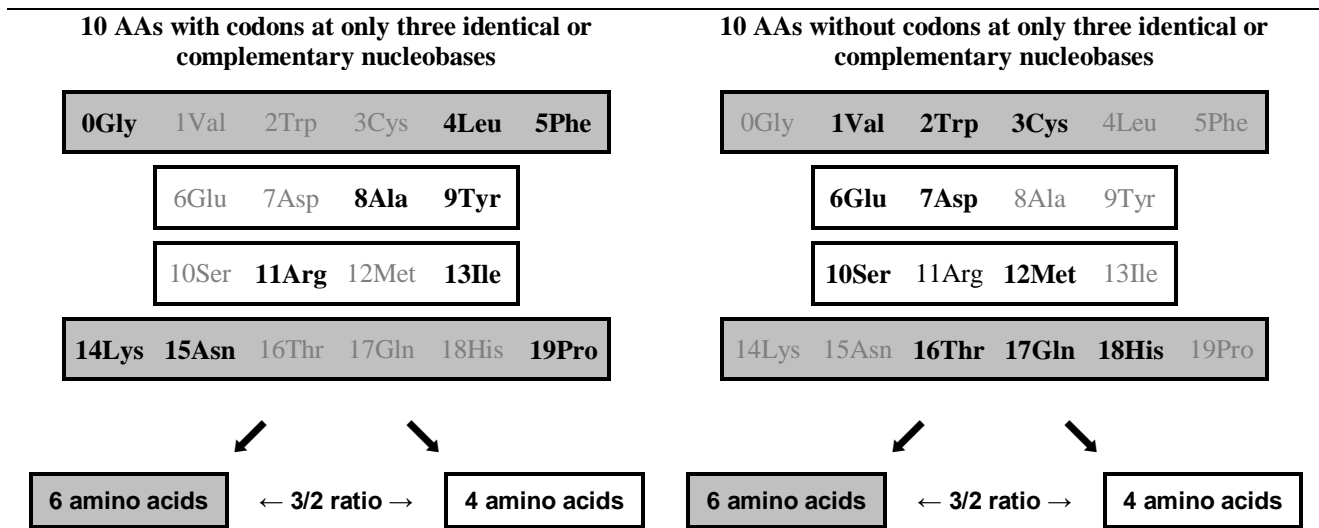 10 AAs with codons at only three identical or
complementary nucleobases
0Gly 1Val 2Trp 3Cys 4Leu 5Phe
6Glu 7Asp 8Ala 9Tyr
10Ser 11Arg 12Met 13Ile
14Lys 15Asn 16Thr 17Gln 18His 19Pro
6 amino acids ← 3/2 ratio → 4 amino acids
10 AAs without codons at only three identical or
complementary nucleobases
0Gly 1Val 2Trp 3Cys 4Leu 5Phe
6Glu 7Asp 8Ala 9Tyr
10Ser 11Arg 12Met 13Ile
14Lys 15Asn 16Thr 17Gln 18His 19Pro
6 amino acids ← 3/2 ratio → 4 amino acids